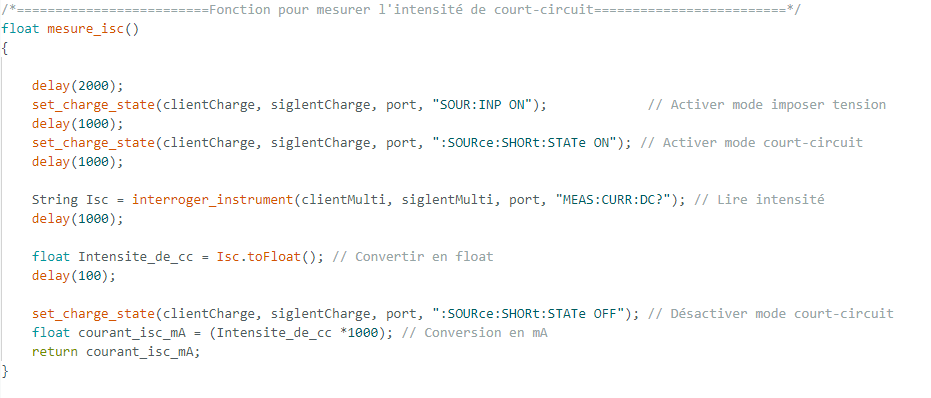 /*=========================Fonction pour mesurer l'intensité de court-circuit=========================*/
float mesure_isc()
{
delay(2000);
set_charge_state(clientCharge, siglentCharge, port, "SOUR:INP ON"); // Activer mode imposer tension
delay(1000);
set_charge_state(clientCharge, siglentCharge, port, ":SOURce:SHORt:STATe ON"); // Activer mode court-circuit
delay(1000);
String Isc = interroger_instrument(clientMulti, siglentMulti, port, "MEAS:CURR:DC?"); // Lire intensité
delay(1000);
float Intensite_de_cc = Isc.toFloat(); // Convertir en float
delay(100);
set_charge_state(clientCharge, siglentCharge, port, ":SOURce:SHORt:STATe OFF"); // Désactiver mode court-circuit
float courant_isc_mA = (Intensite_de_cc *1000); // Conversion en mA
return courant_isc_mA;
}